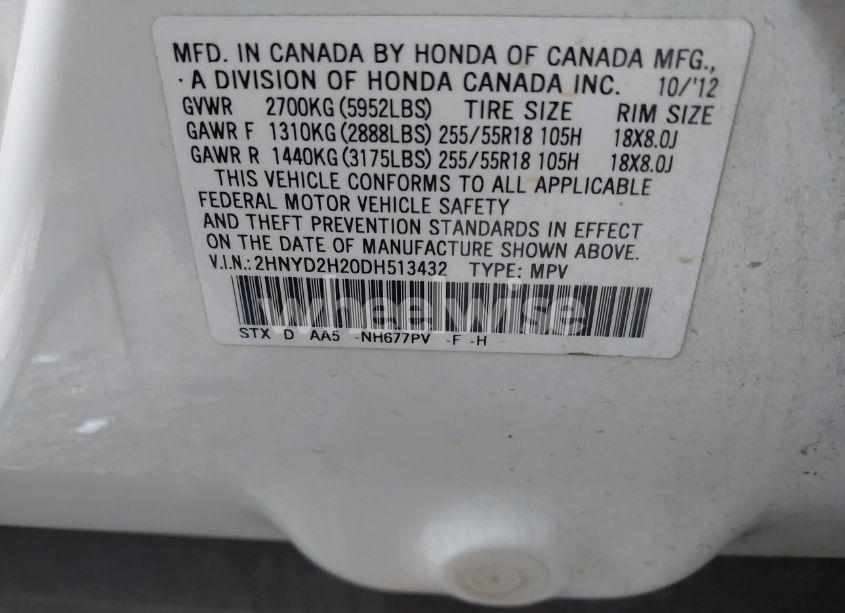 MFD. IN CANADA BY HONDA OF CANADA MFG.,
· A DIVISION OF HONDA CANADA INC. 10/'12
GVWR 2700KG (5952LBS) TIRE SIZE RIM SIZE
GAWR F 1310KG (2888LBS) 255/55R18 105H 18X8.0J
GAWR R 1440KG (3175LBS) 255/55R18 105H 18X8.0J
THIS VEHICLE CONFORMS TO ALL APPLICABLE
FEDERAL MOTOR VEHICLE SAFETY
AND THEFT PREVENTION STANDARDS IN EFFECT
ON THE DATE OF MANUFACTURE SHOWN ABOVE.
V.I.N.: 2HNYD2H20DH513432 TYPE: MPV
wheelwise
STX D AA5 -NH677PV -F -H